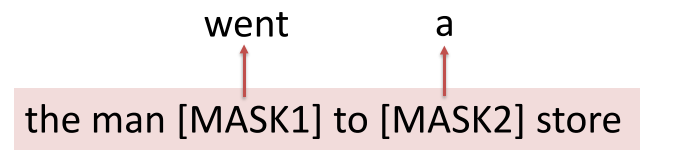 went a
the man [MASK1] to [MASK2] store